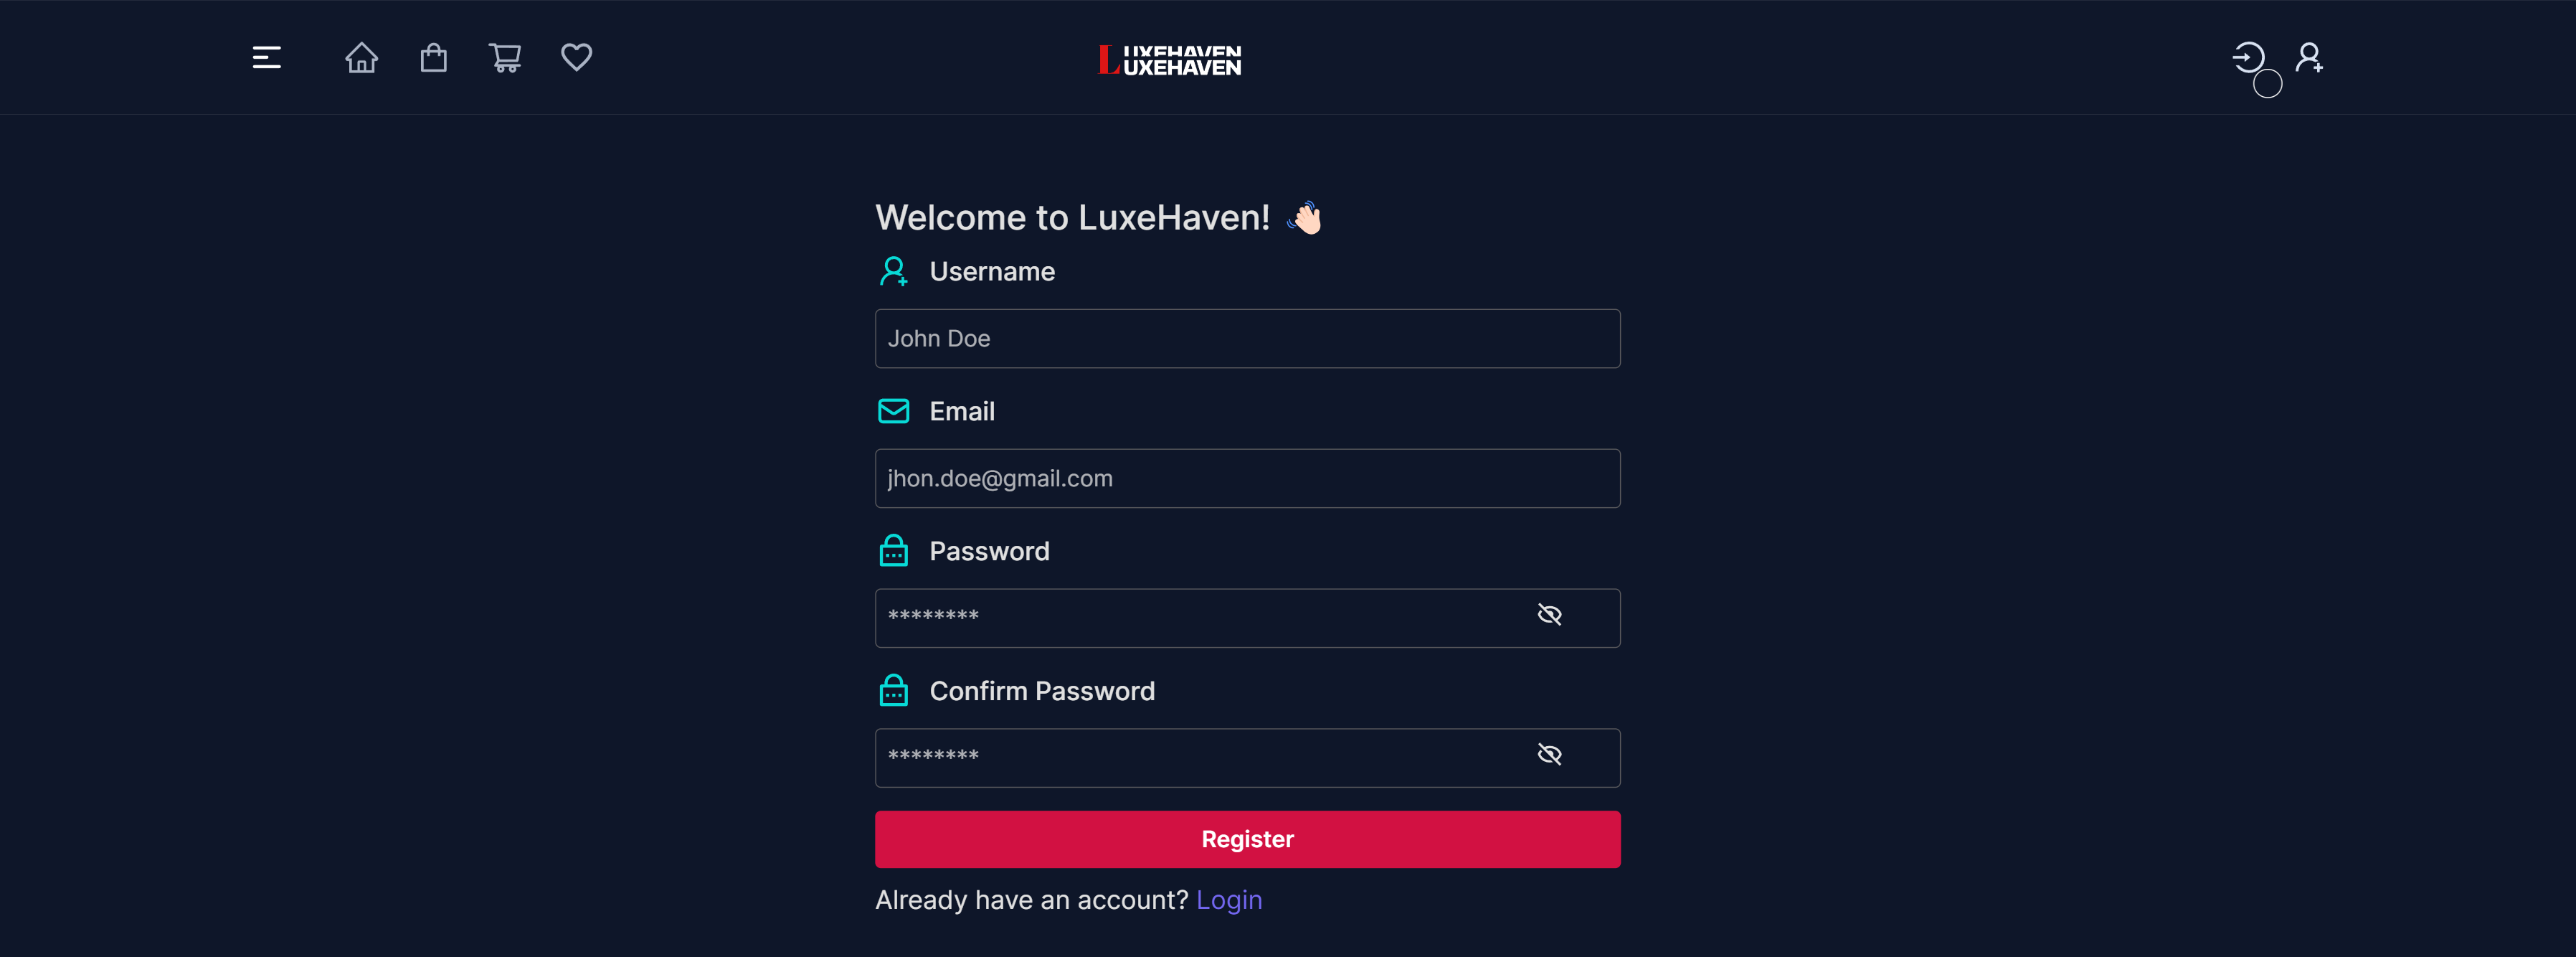 LUXEHAVEN
UXEHAVEN
Welcome to LuxeHaven! 👋🏻
Username
John Doe
Email
jhon.doe@gmail.com
Password
********
Confirm Password
********
Register
Already have an account? Login